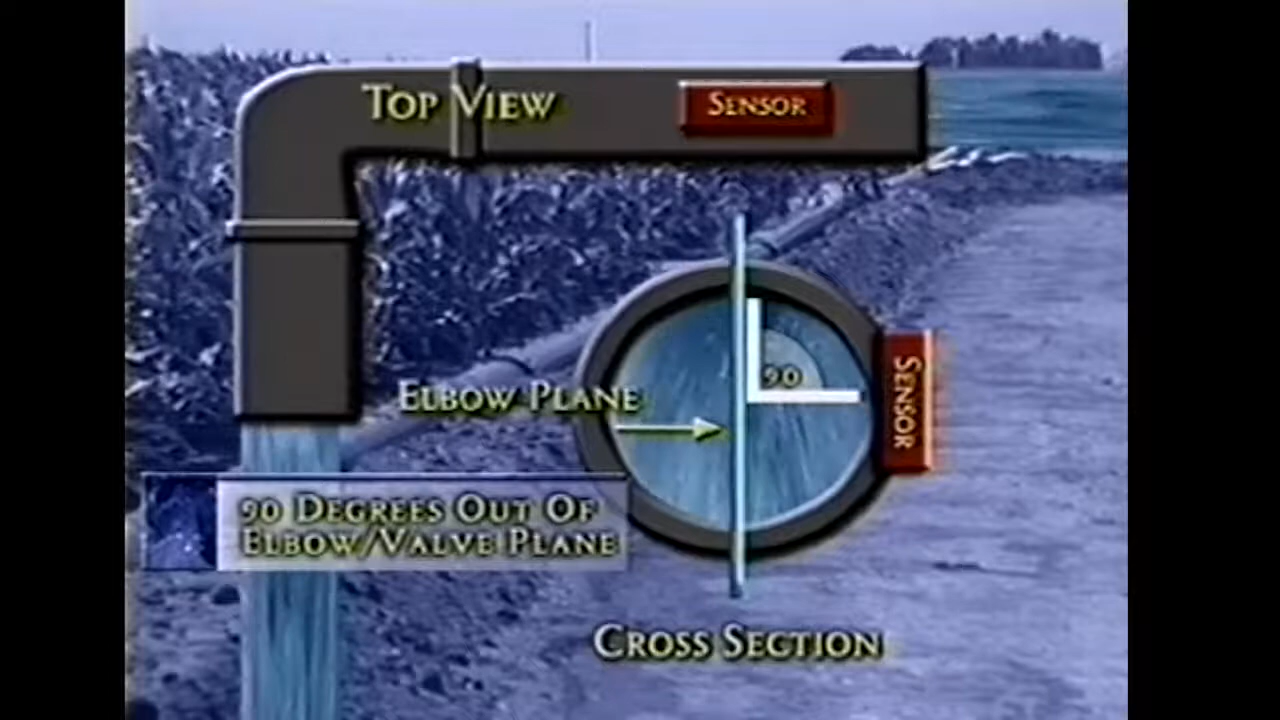 TOP VIEW
SENSOR
90
ELBOW PLANE
SENSOR
90 DEGREES OUT OF
ELBOW/VALVE PLANE
CROSS SECTION